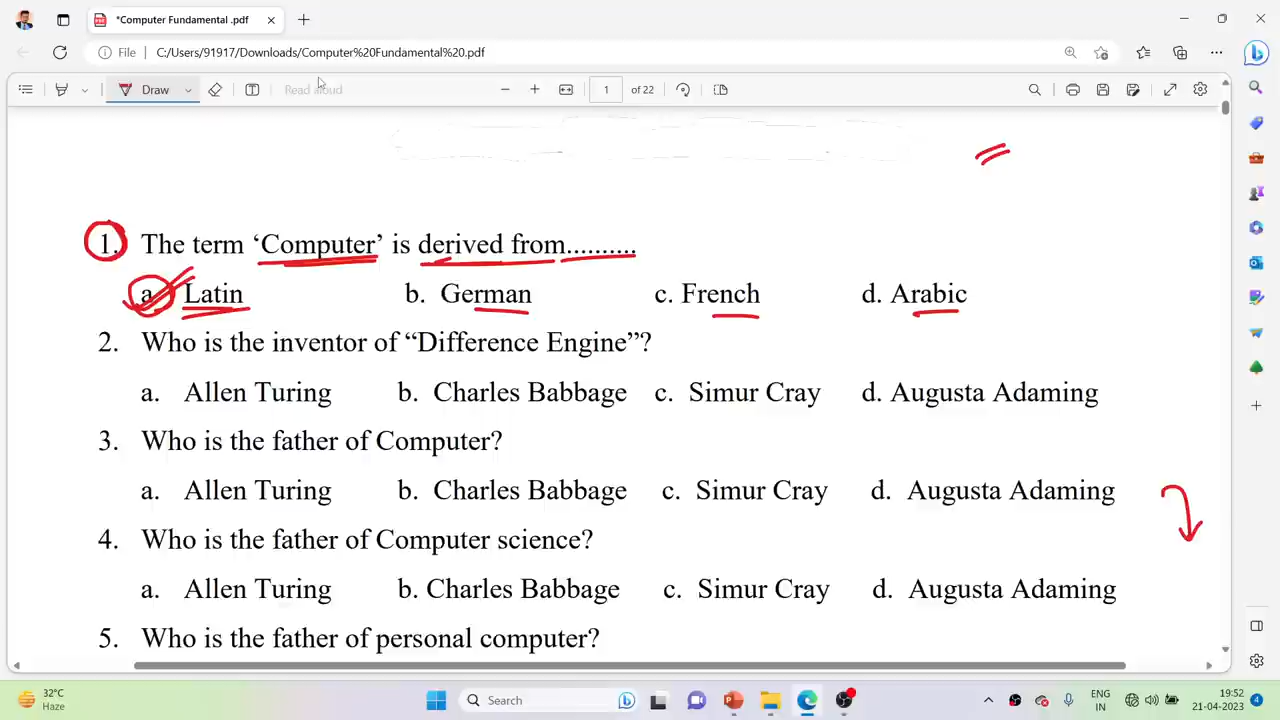 *Computer Fundamental .pdf
File C:/Users/91917/Downloads/Computer%20Fundamental%20.pdf
Draw Read aloud 1 of 22
1. The term ‘Computer’ is derived from..........
a. Latin b. German c. French d. Arabic
2. Who is the inventor of “Difference Engine”?
a. Allen Turing b. Charles Babbage c. Simur Cray d. Augusta Adaming
3. Who is the father of Computer?
a. Allen Turing b. Charles Babbage c. Simur Cray d. Augusta Adaming
4. Who is the father of Computer science?
a. Allen Turing b. Charles Babbage c. Simur Cray d. Augusta Adaming
5. Who is the father of personal computer?
32°C
Haze
Search
ENG
IN
19:52
21-04-2023
4